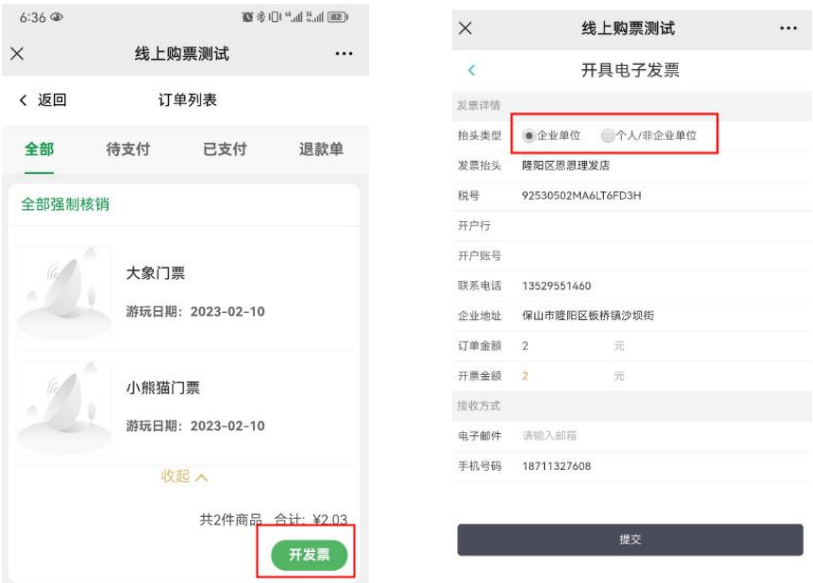 6:36
82
线上购票测试
返回
订单列表
全部
待支付
已支付
退款单
全部强制核销
大象门票
游玩日期：2023-02-10
小熊猫门票
游玩日期：2023-02-10
收起
共2件商品 合计: ¥2.03
开发票
线上购票测试
开具电子发票
发票详情
抬头类型 企业单位 个人/非企业单位
发票抬头 隆阳区恩恩理发店
税号 92530502MA6LT6FD3H
开户行
开户账号
联系电话 13529551460
企业地址 保山市隆阳区板桥镇沙坝街
订单金额 2 元
开票金额 2 元
接收方式
电子邮件 请输入邮箱
手机号码 18711327608
提交